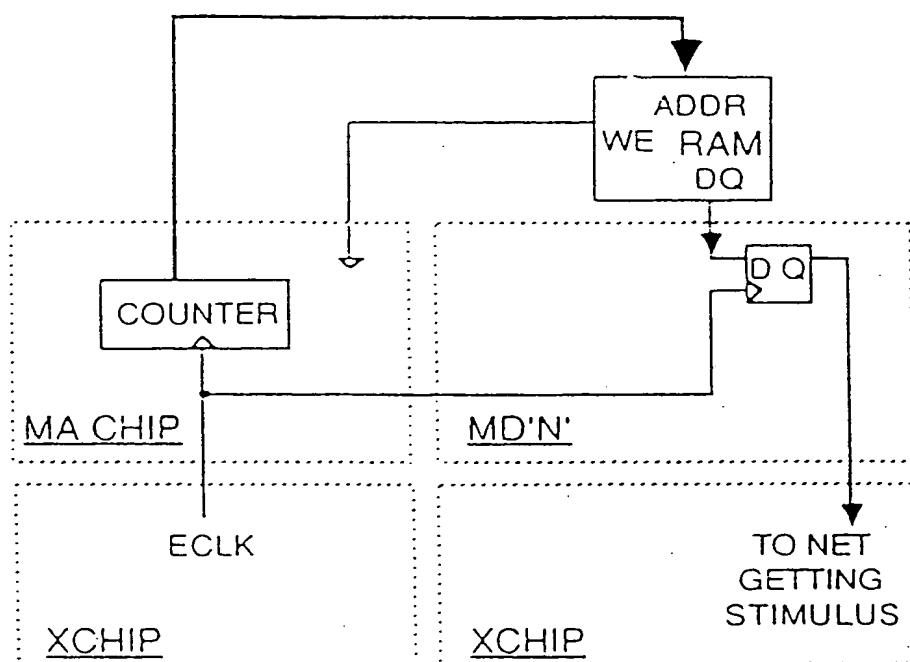 ADDR
WE RAM
DQ
D Q
COUNTER
MA CHIP
MD'N'
ECLK
TO NET
GETTING
STIMULUS
XCHIP
XCHIP